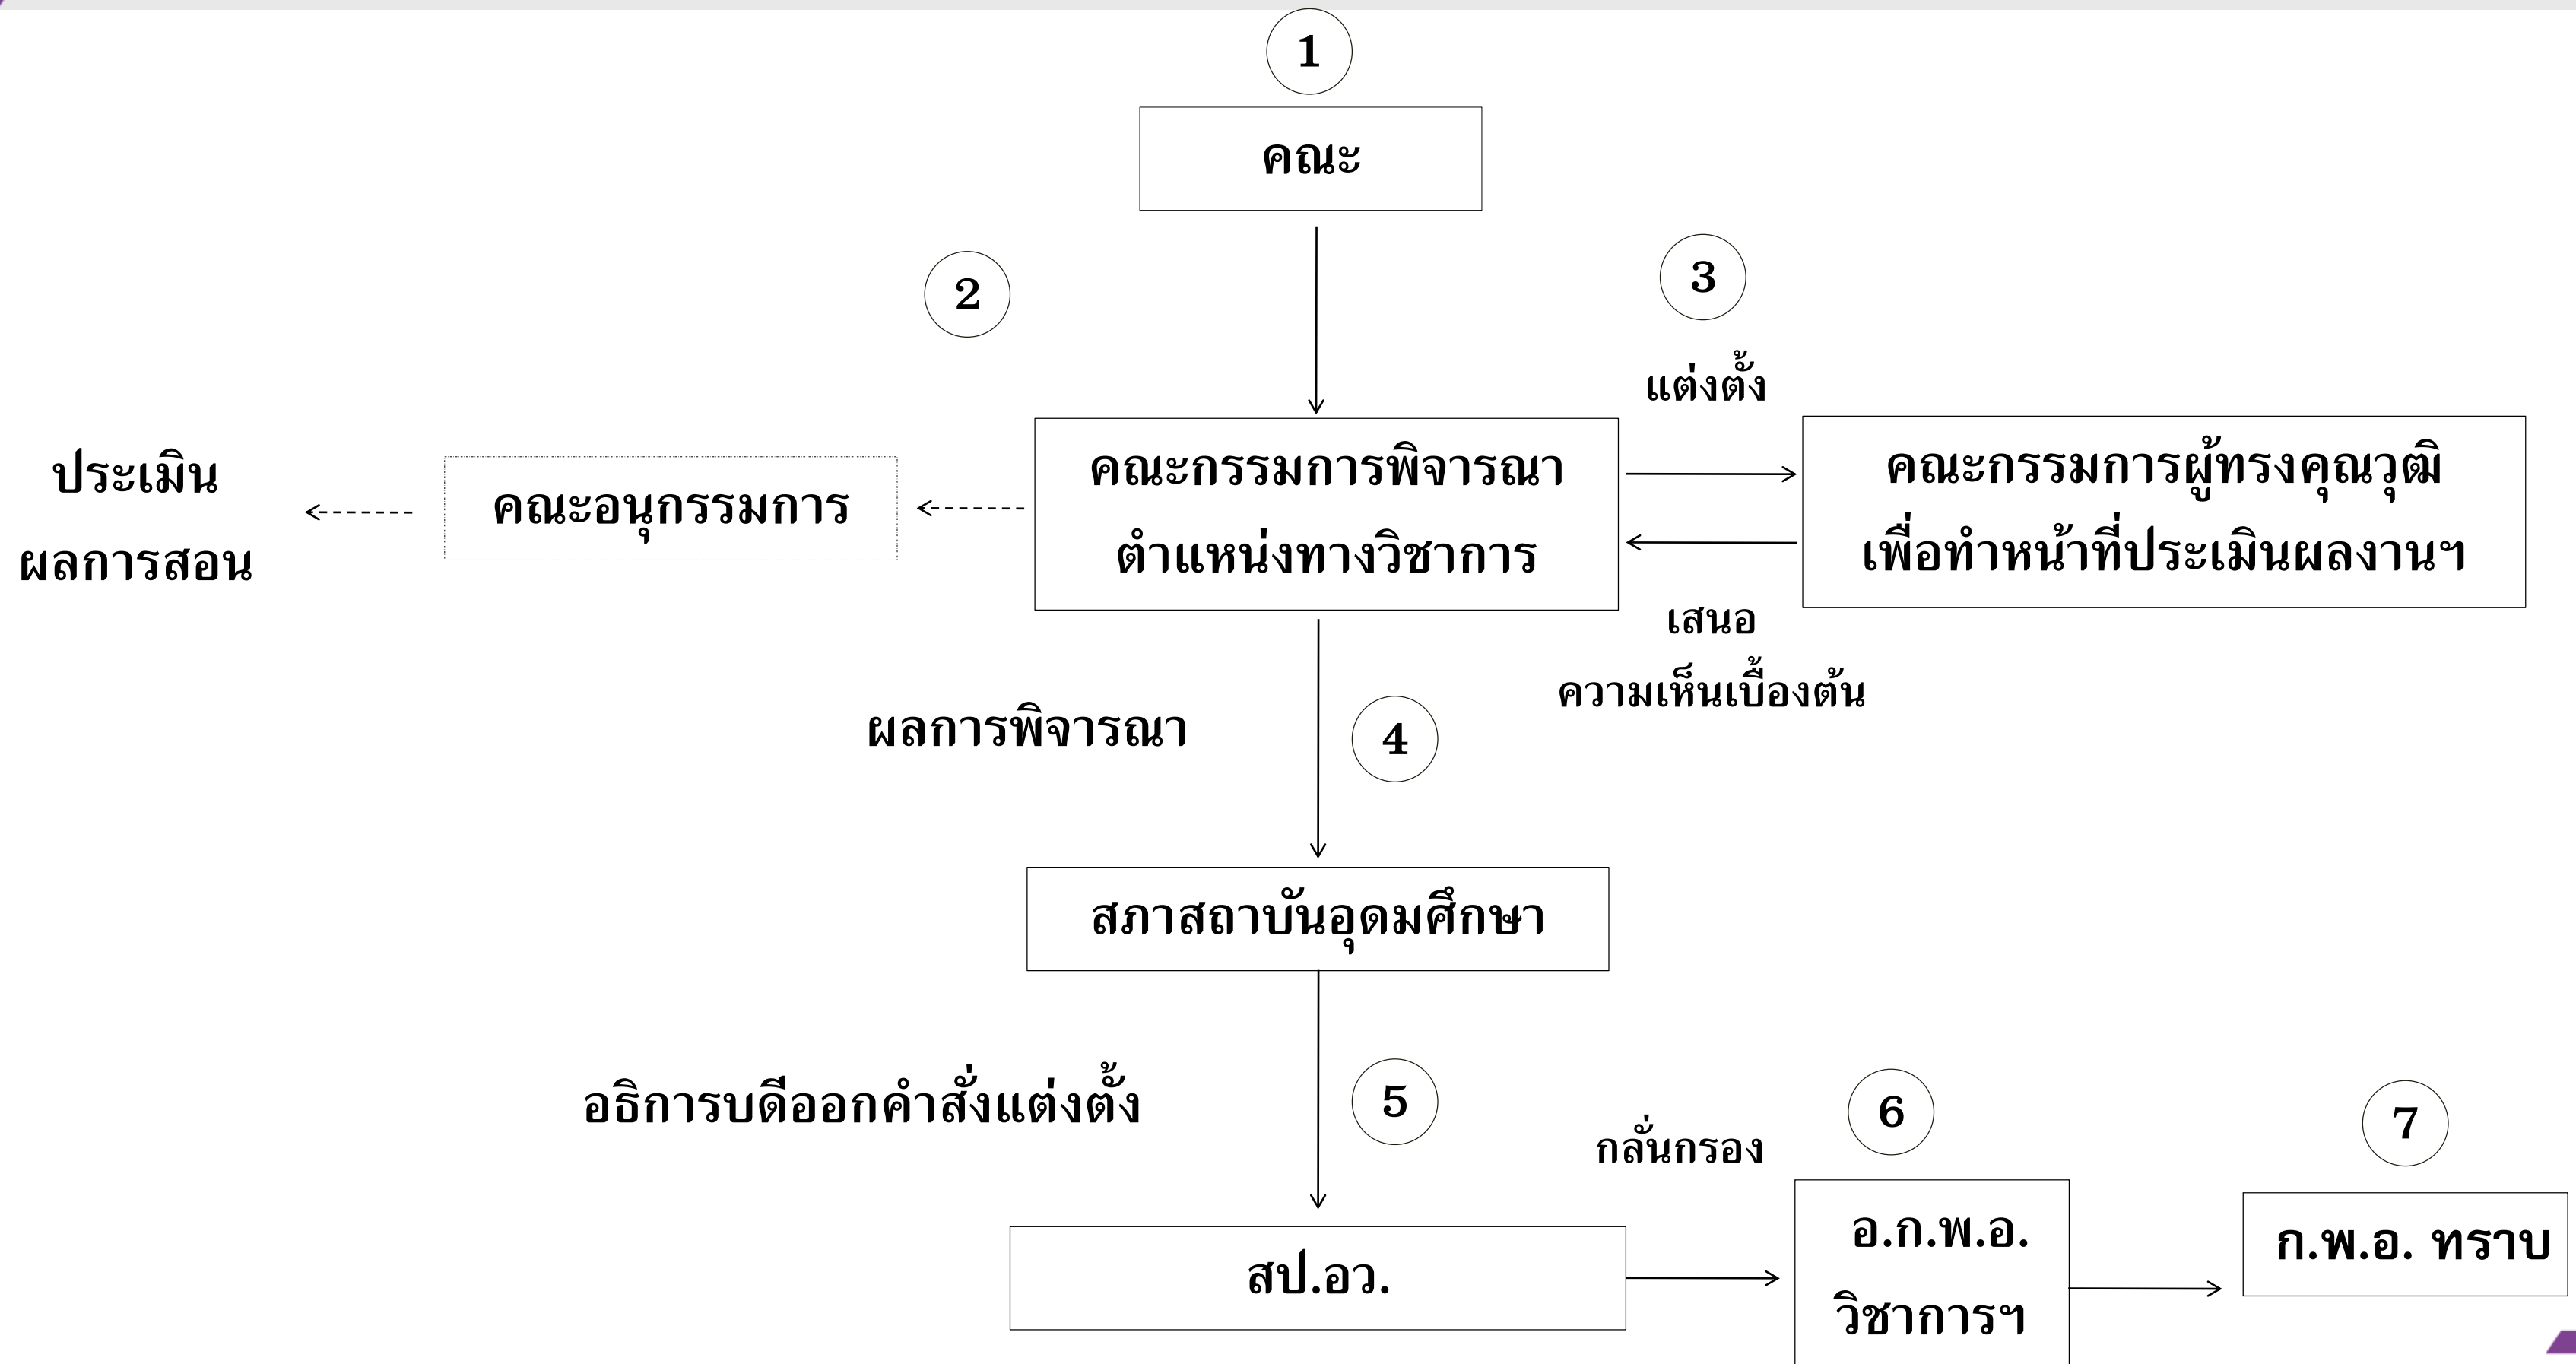 1
คณะ
2
3
แต่งตั้ง
ประเมิน
ผลการสอน
คณะอนุกรรมการ
คณะกรรมการพิจารณา
ตำแหน่งทางวิชาการ
คณะกรรมการผู้ทรงคุณวุฒิ
เพื่อทำหน้าที่ประเมินผลงานฯ
เสนอ
ความเห็นเบื้องต้น
ผลการพิจารณา
4
สภาสถาบันอุดมศึกษา
อธิการบดีออกคำสั่งแต่งตั้ง
5
กลั่นกรอง
6
7
สป.อว.
อ.ก.พ.อ.
วิชาการฯ
ก.พ.อ. ทราบ